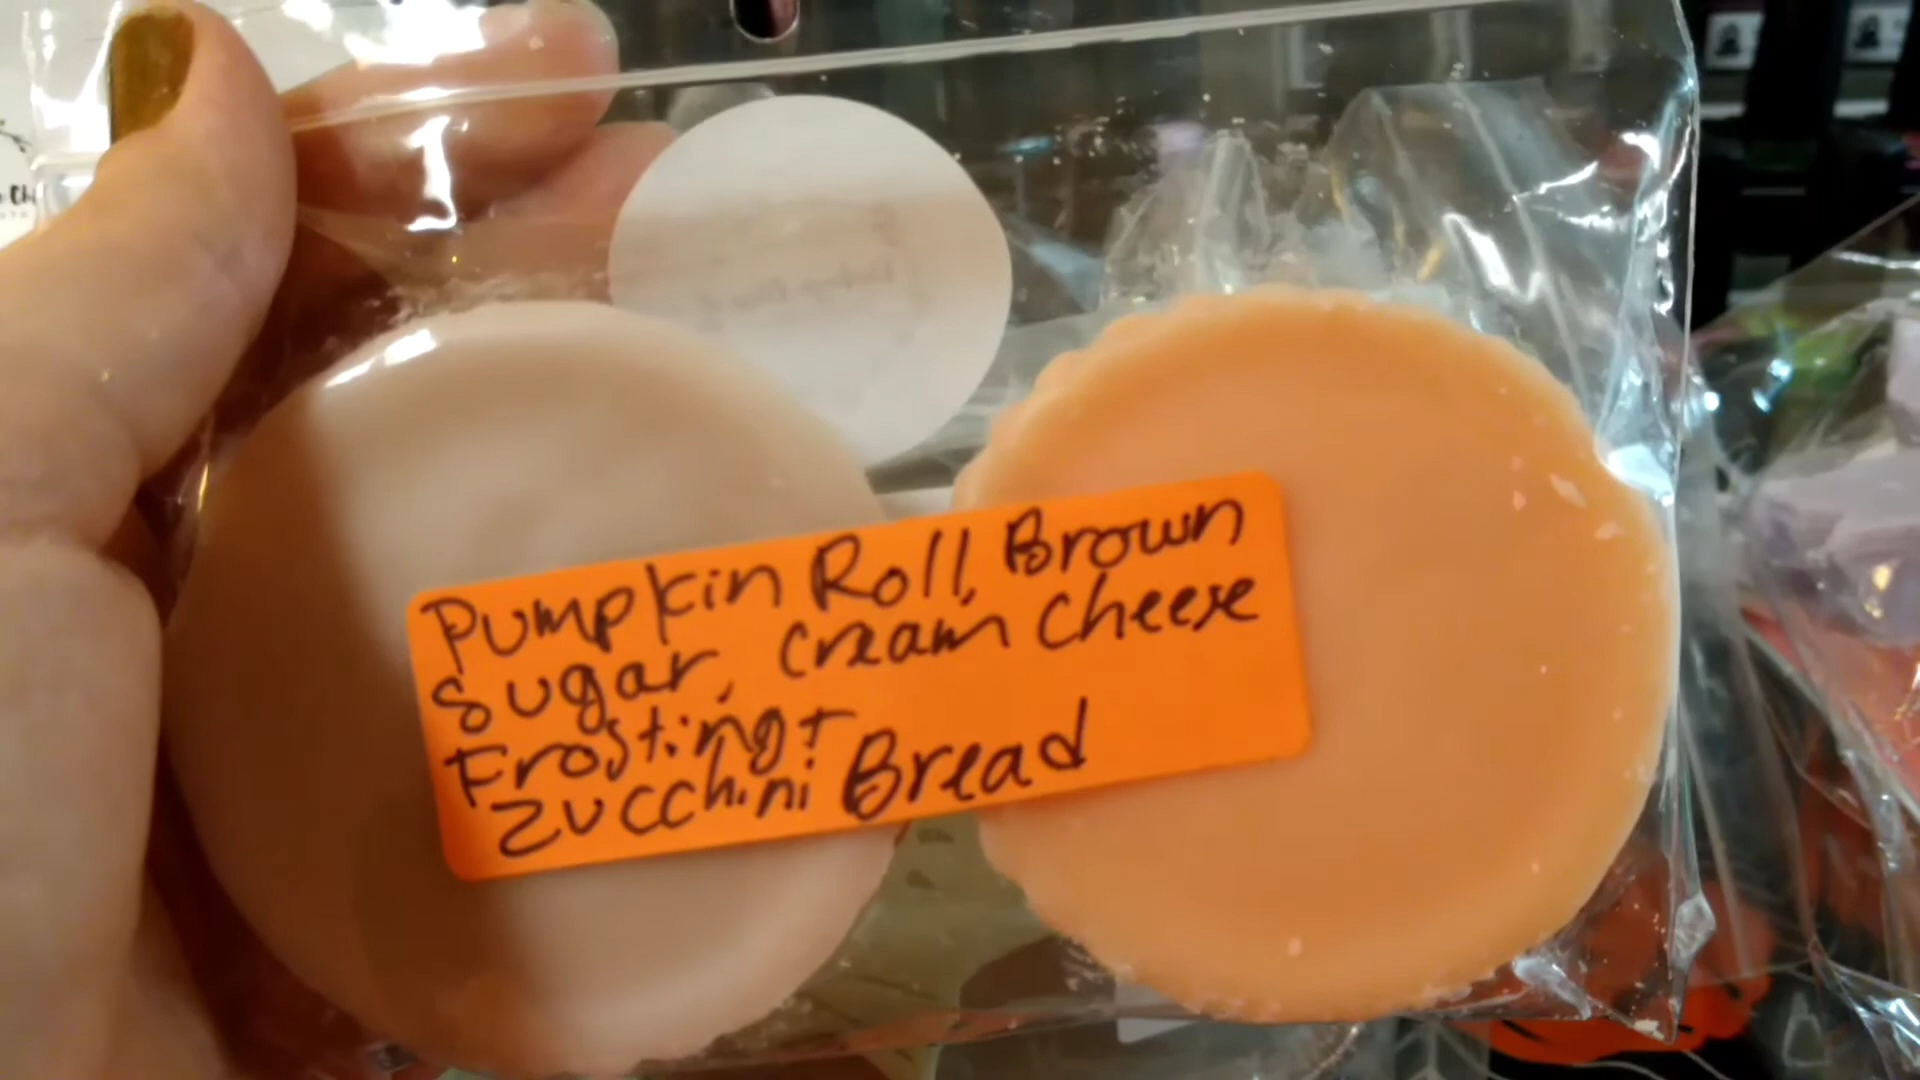 Pumpkin Roll, Brown
Sugar, Cream Cheese
Frosting +
Zucchini Bread